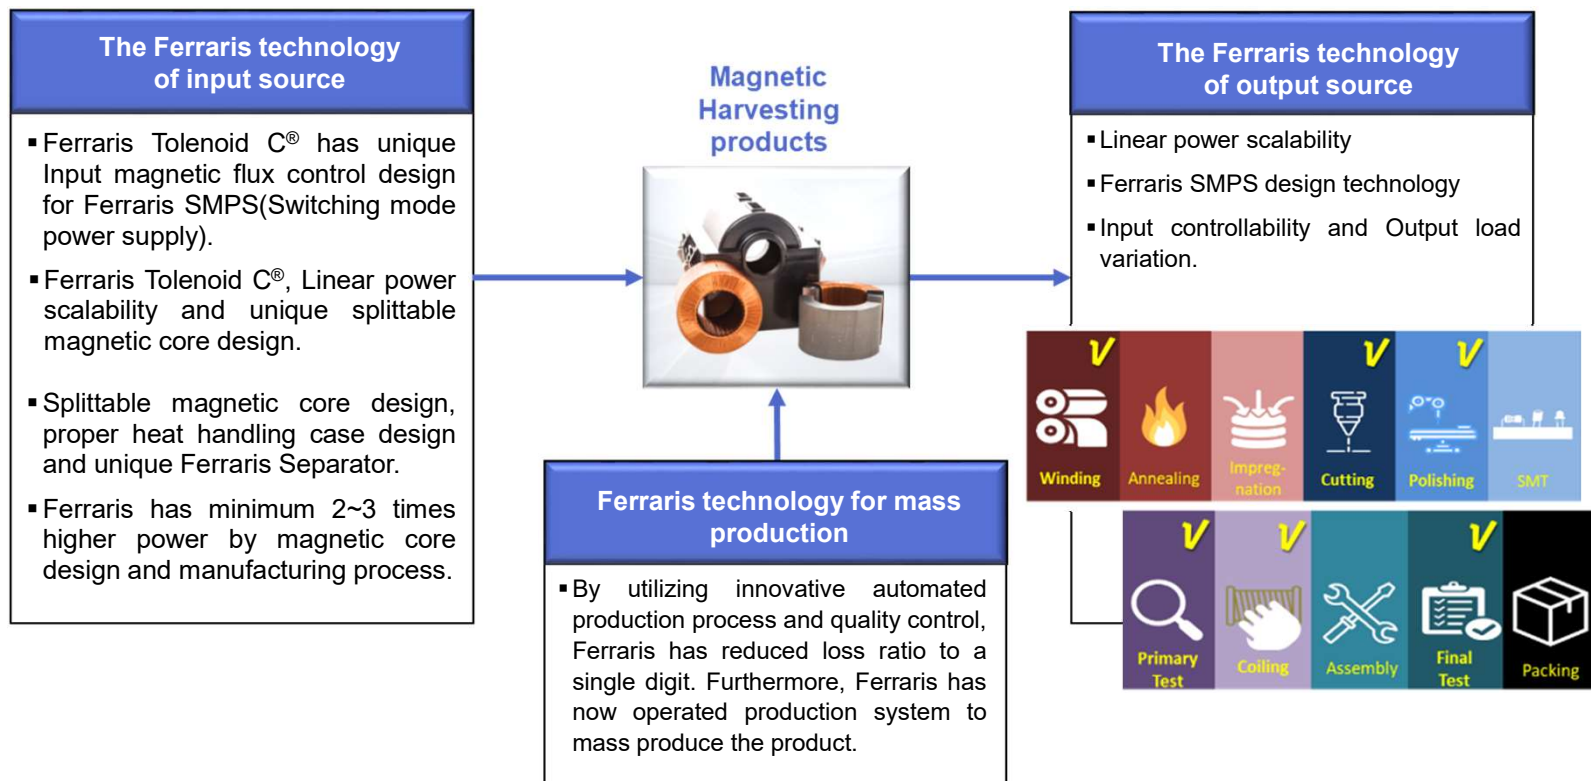 The Ferraris technology
of input source
▪ Ferraris Tolenoid C® has unique
Input magnetic flux control design
for Ferraris SMPS(Switching mode
power supply).
▪ Ferraris Tolenoid C®, Linear power
scalability and unique splittable
magnetic core design.
▪ Splittable magnetic core design,
proper heat handling case design
and unique Ferraris Separator.
▪ Ferraris has minimum 2~3 times
higher power by magnetic core
design and manufacturing process.
Magnetic
Harvesting
products
Ferraris technology for mass
production
▪ By utilizing innovative automated
production process and quality control,
Ferraris has reduced loss ratio to a
single digit. Furthermore, Ferraris has
now operated production system to
mass produce the product.
The Ferraris technology
of output source
▪ Linear power scalability
▪ Ferraris SMPS design technology
▪ Input controllability and Output load
variation.
V V V
Winding Annealing Impreg-
nation Cutting Polishing SMT
V V V
Primary
Test Coiling Assembly Final
Test Packing